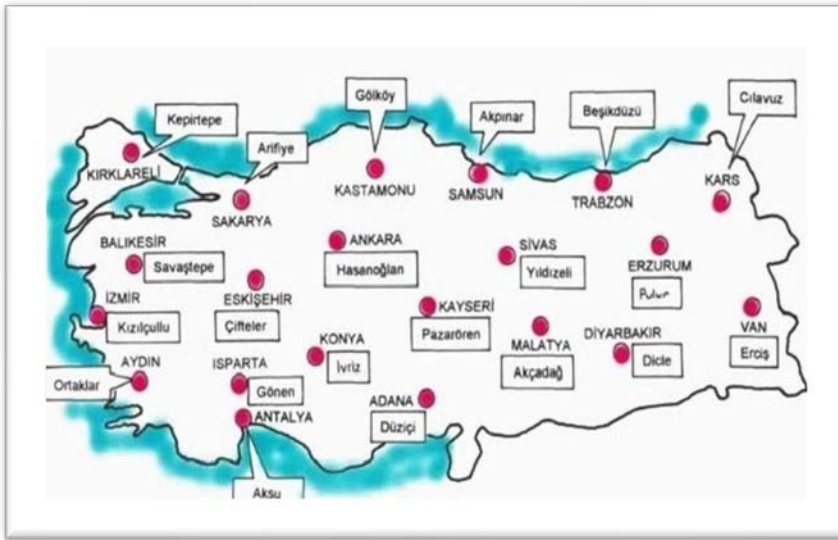 Gölköy
Cılavuz
Kepirtepe
Akpınar
Beşikdüzü
Arifiye
KIRKLARELİ
KASTAMONU
SAMSUN
TRABZON
KARS
SAKARYA
BALIKESİR
ANKARA
SİVAS
Savaştepe
Hasanoğlan
Yıldızeli
ERZURUM
Pulur
İZMİR
ESKİŞEHİR
KAYSERİ
VAN
Kızılçullu
Çifteler
KONYA
Pazarören
MALATYA
DİYARBAKIR
Erciş
AYDIN
ISPARTA
İvriz
Akçadağ
Dicle
Ortaklar
Gönen
ADANA
ANTALYA
Düziçi
Aksu